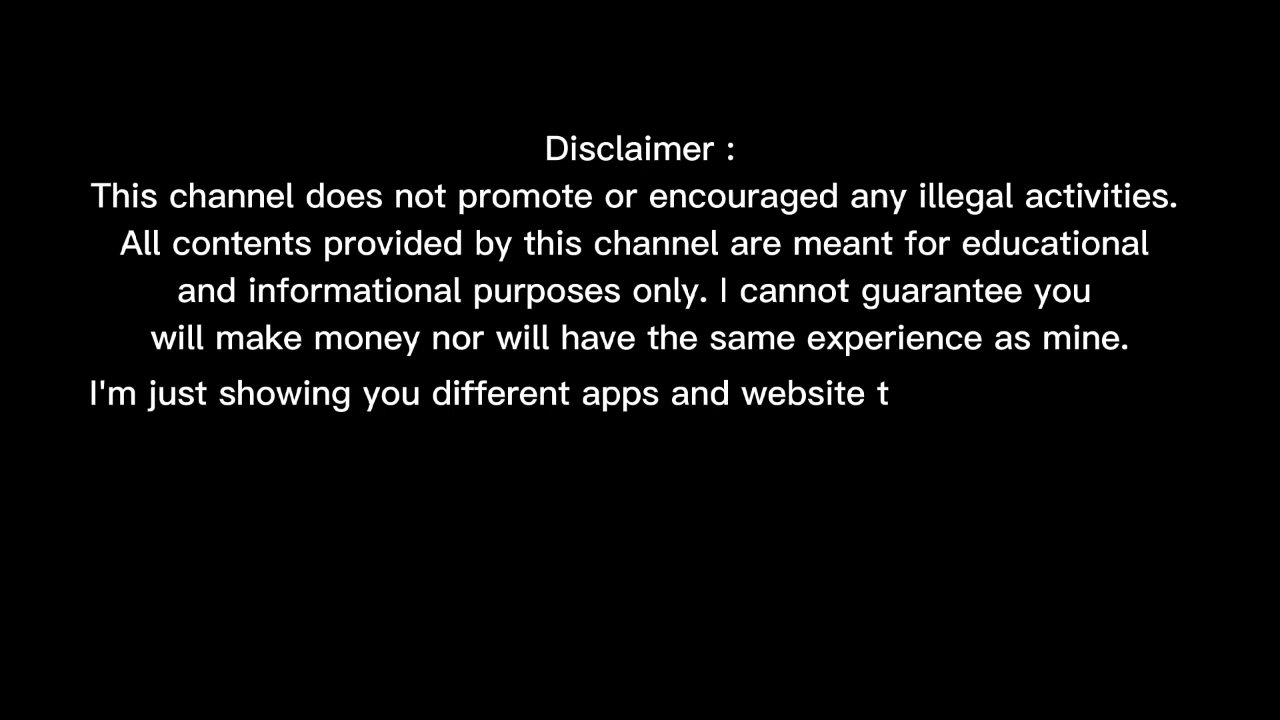 Disclaimer :
This channel does not promote or encouraged any illegal activities.
All contents provided by this channel are meant for educational
and informational purposes only. I cannot guarantee you
will make money nor will have the same experience as mine.
I'm just showing you different apps and website t